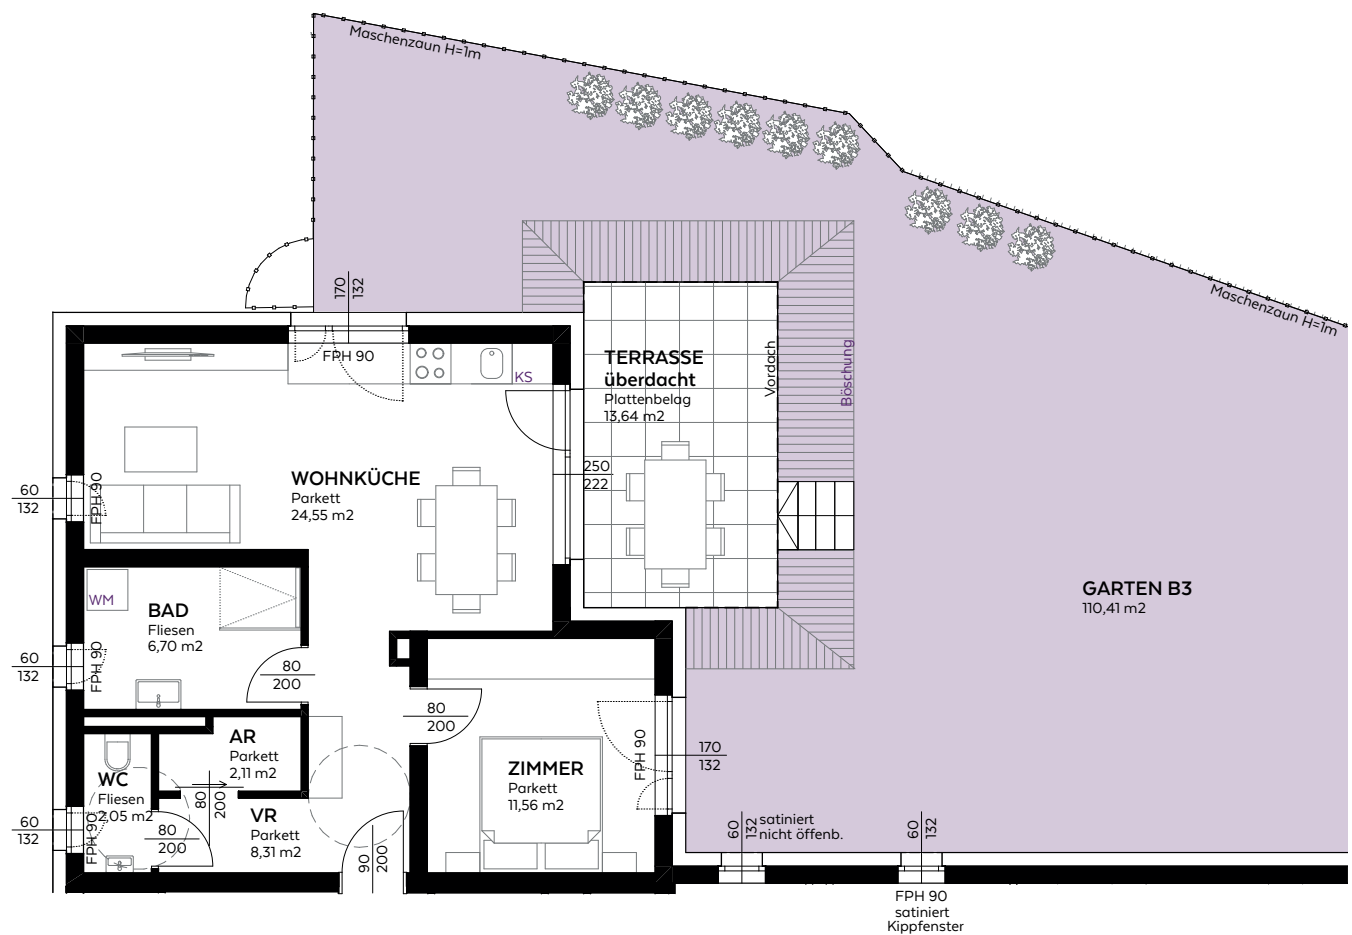 Maschenzaun H=1m
Maschenzaun H=1m
170
132
FPH 90
KS
TERRASSE
überdacht
Plattenbelag
13,64 m2
Vordach
Böschung
WOHNKÜCHE
Parkett
24,55 m2
250
222
60
132
FPH 90
GARTEN B3
110,41 m2
WM
BAD
Fliesen
6,70 m2
60
132
FPH 90
80
200
80
200
AR
Parkett
2,11 m2
WC
Fliesen
2,05 m2
80
200
VR
Parkett
8,31 m2
60
132
FPH 90
80
200
90
200
ZIMMER
Parkett
11,56 m2
FPH 90
170
132
60
132
satiniert
nicht öffenb.
60
132
FPH 90
satiniert
Kippfenster